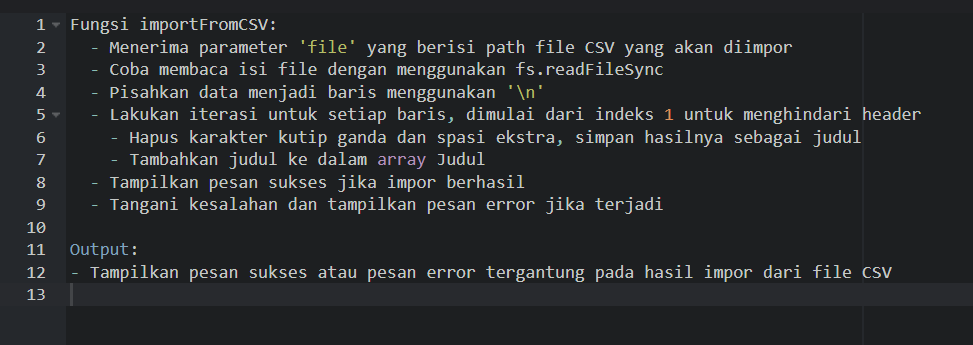 1 Fungsi importFromCSV:
2 - Menerima parameter 'file' yang berisi path file CSV yang akan diimpor
3 - Coba membaca isi file dengan menggunakan fs.readFileSync
4 - Pisahkan data menjadi baris menggunakan '\n'
5 - Lakukan iterasi untuk setiap baris, dimulai dari indeks 1 untuk menghindari header
6 - Hapus karakter kutip ganda dan spasi ekstra, simpan hasilnya sebagai judul
7 - Tambahkan judul ke dalam array Judul
8 - Tampilkan pesan sukses jika impor berhasil
9 - Tangani kesalahan dan tampilkan pesan error jika terjadi
10
11 Output:
12 - Tampilkan pesan sukses atau pesan error tergantung pada hasil impor dari file CSV
13